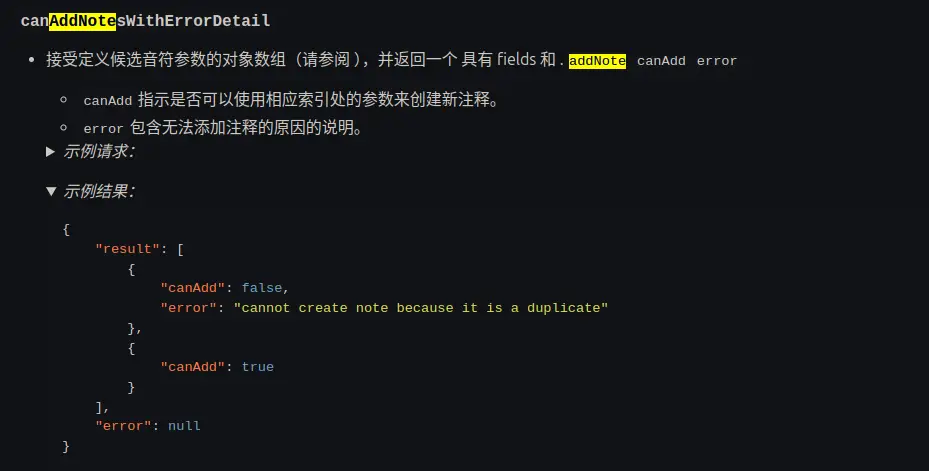 canAddNotesWithErrorDetail
• 接受定义候选音符参数的对象数组（请参阅 ），并返回一个 具有 fields 和 . addNote canAdd error
◦ canAdd 指示是否可以使用相应索引处的参数来创建新注释。
◦ error 包含无法添加注释的原因的说明。
▶ 示例请求：
▼ 示例结果：
{
    "result": [
        {
            "canAdd": false,
            "error": "cannot create note because it is a duplicate"
        },
        {
            "canAdd": true
        }
    ],
    "error": null
}